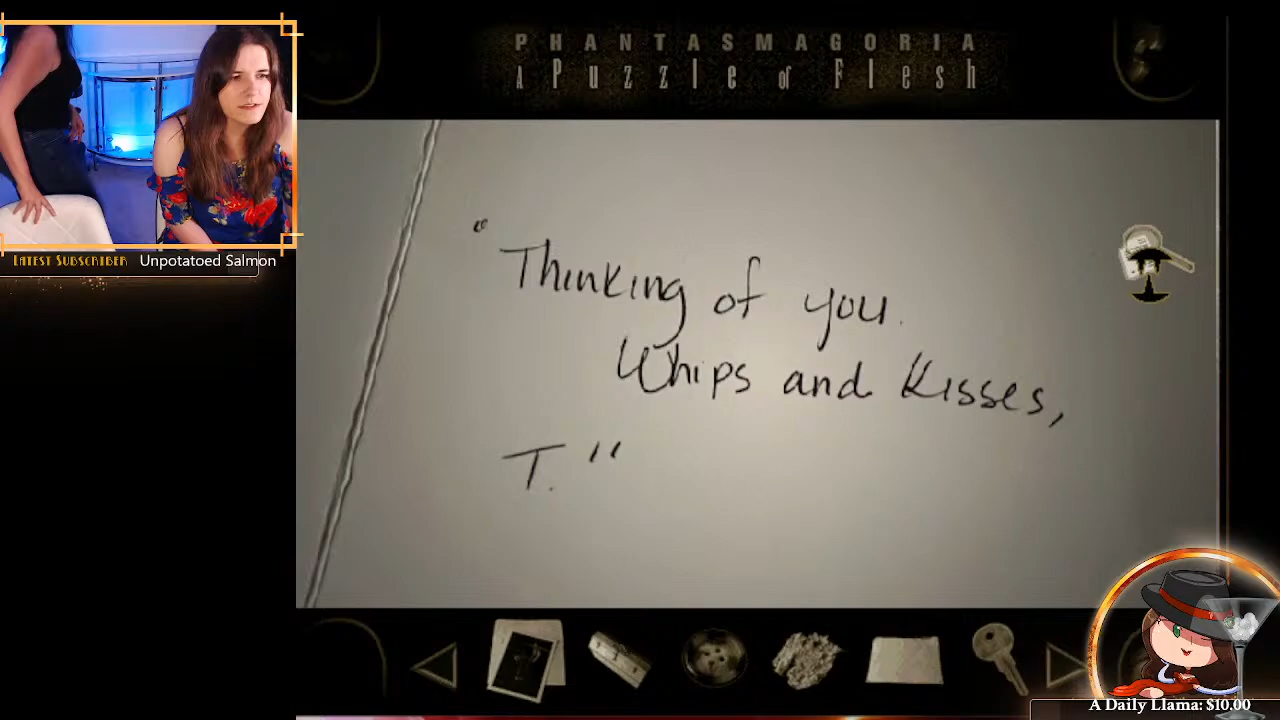 PHANTASMAGORIA
A Puzzle of Flesh
"Thinking of you.
Whips and Kisses,
T."
LATEST SUBSCRIBER Unpotatoed Salmon
A Daily Llama: $10.00